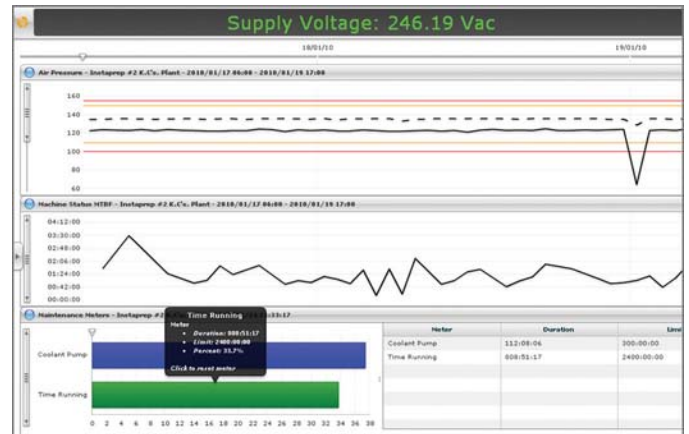 Supply Voltage: 246.19 Vac
18/01/10 19/01/10
Air Pressure - Instaprep #2 K.C's. Plant - 2010/01/17 06:00 - 2010/01/19 17:00
160
140
120
100
80
60
Machine Status MTBF - Instaprep #2 K.C's. Plant - 2010/01/17 06:00 - 2010/01/19 17:00
04:12:00
03:30:00
02:48:00
02:06:00
01:24:00
00:42:00
00:00:00
Maintenance Meters - Instaprep #2 K.C's. 33:17
Time Running
Meter
Duration: 808:51:17
Limit: 2400:00:00
Percent: 33.7%
Click to reset meter
Coolant Pump
Time Running
0 2 4 6 8 10 12 14 16 18 20 22 24 26 28 30 32 34 36 38
Meter Duration Limi
Coolant Pump 112:08:06 300:00:00
Time Running 808:51:17 2400:00:00